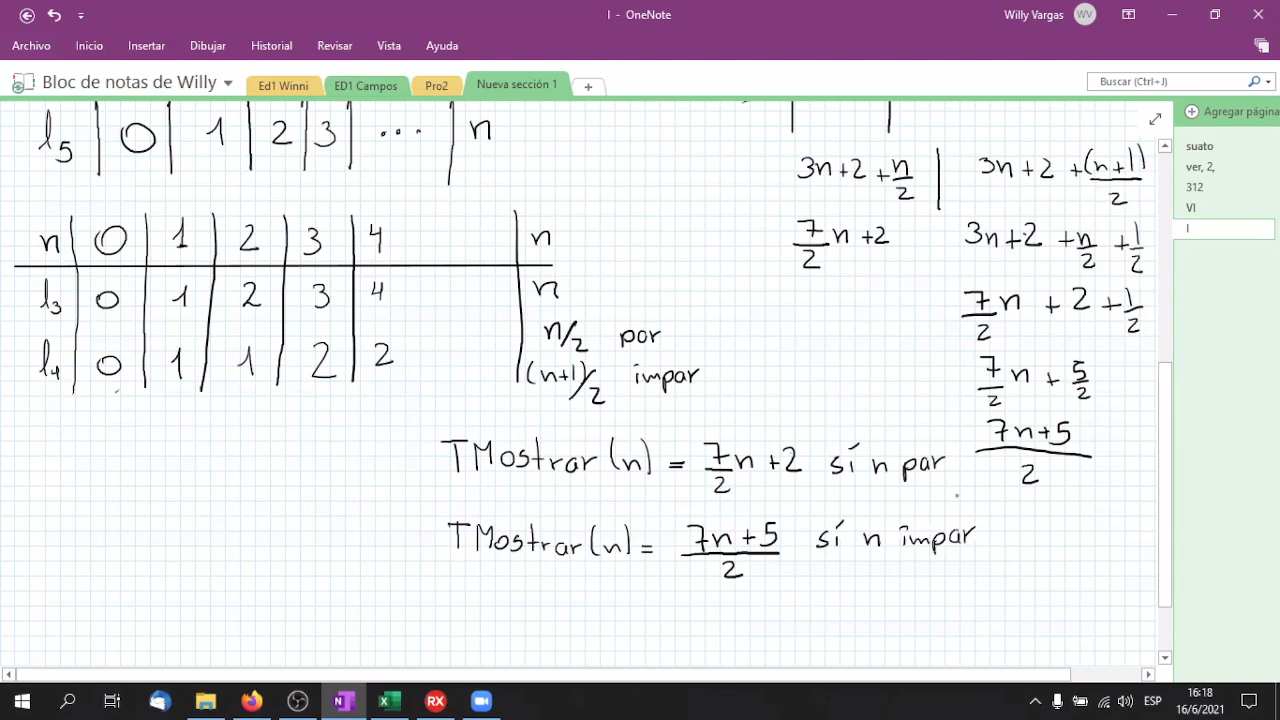 I - OneNote
Willy Vargas WV
Archivo Inicio Insertar Dibujar Historial Revisar Vista Ayuda
Bloc de notas de Willy Ed1 Winni ED1 Campos Pro2 Nueva sección 1 +
Buscar (Ctrl+J)
Agregar página
suato
ver, 2,
312
VI
I
l5 | 0 | 1 | 2 | 3 | ... | n
n | 0 | 1 | 2 | 3 | 4 | n
l3 | 0 | 1 | 2 | 3 | 4 | n
l4 | 0 | 1 | 1 | 2 | 2 | n/2 par
(n+1)/2 impar
3n+2+n/2 | 3n+2+(n+1)/2
7/2 n+2
3n+2+n/2+1/2
7/2 n+2+1/2
7/2 n+5/2
7n+5/2
TMostrar(n) = 7/2 n+2 sí n par
TMostrar(n) = 7n+5/2 sí n impar
ESP
16:18
16/6/2021